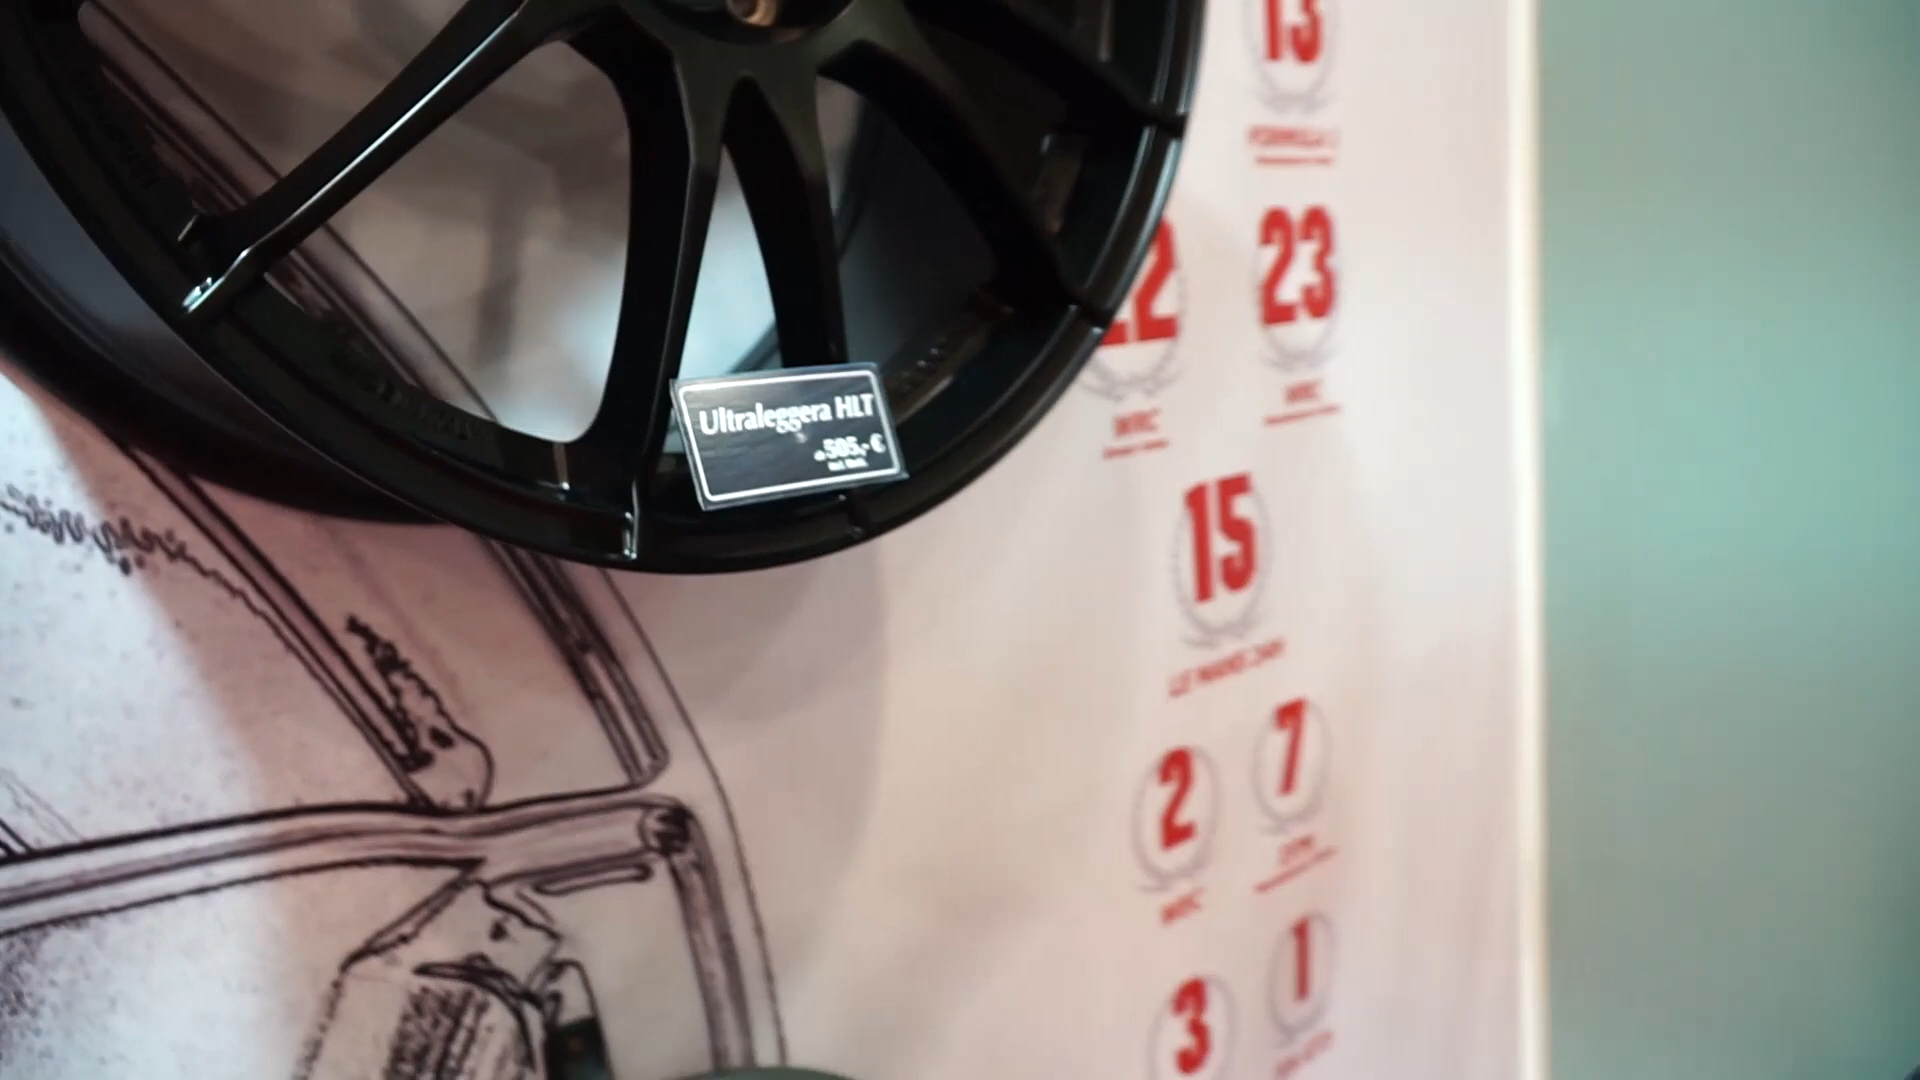 13
FORMULA 1
22
23
WRC
WRC
Ultraleggera HLT
505,- €
15
LE MANS 24H
7
2
WRC
1
3